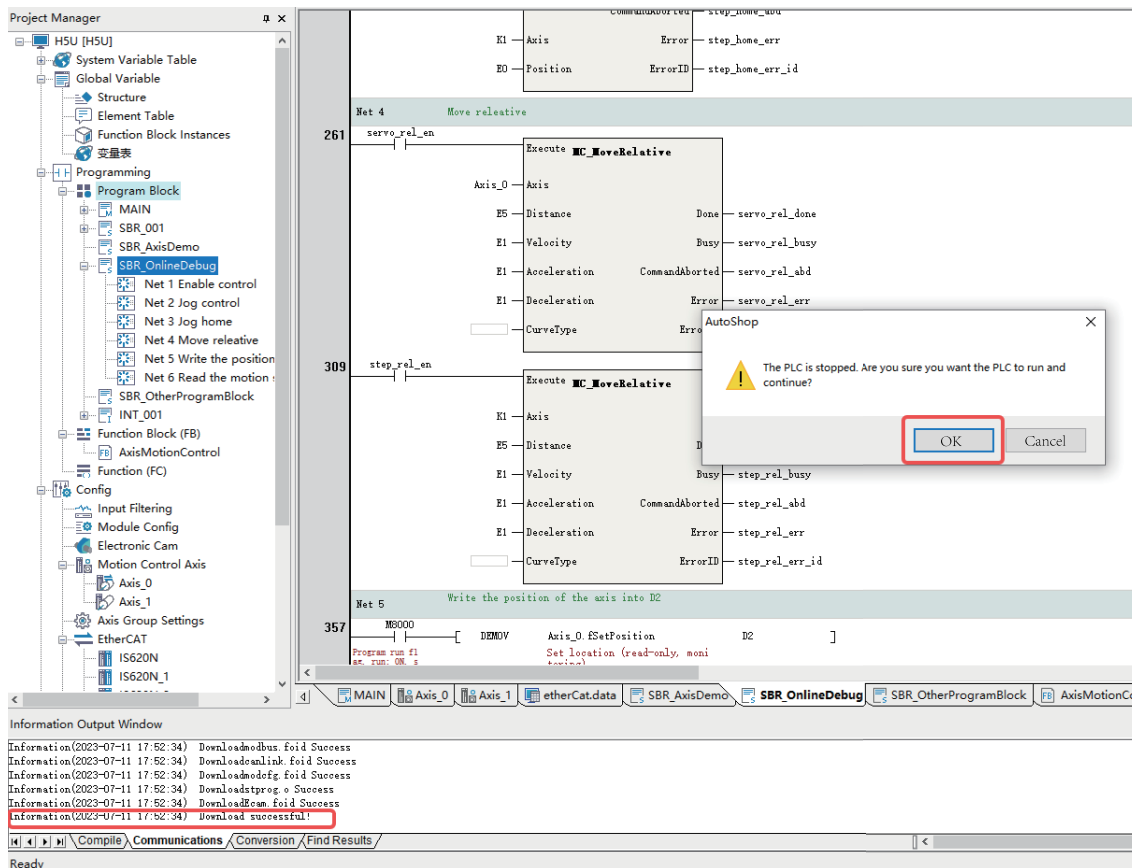 Project Manager
H5U [H5U]
System Variable Table
Global Variable
Structure
Element Table
Function Block Instances
变量表
Programming
Program Block
MAIN
SBR_001
SBR_AxisDemo
SBR_OnlineDebug
Net 1 Enable control
Net 2 Jog control
Net 3 Jog home
Net 4 Move releative
Net 5 Write the position
Net 6 Read the motion
SBR_OtherProgramBlock
INT_001
Function Block (FB)
FB AxisMotionControl
Function (FC)
Config
Input Filtering
Module Config
Electronic Cam
Motion Control Axis
Axis_0
Axis_1
Axis Group Settings
EtherCAT
IS620N
IS620N_1
CommandAborted step_home_abd
K1 Axis Error step_home_err
E0 Position ErrorID step_home_err_id
Net 4 Move releative
261 servo_rel_en
Execute MC_MoveRelative
Axis_0 Axis
E5 Distance Done servo_rel_done
E1 Velocity Busy servo_rel_busy
E1 Acceleration CommandAborted servo_rel_abd
E1 Deceleration Error servo_rel_err
CurveType Erro
309 step_rel_en
Execute MC_MoveRelative
K1 Axis
E5 Distance D
E1 Velocity Busy step_rel_busy
E1 Acceleration CommandAborted step_rel_abd
E1 Deceleration Error step_rel_err
CurveType ErrorID step_rel_err_id
Net 5 Write the position of the axis into D2
357 M8000
[ DEMOV Axis_0.fSetPosition D2 ]
Program run fl
ag, run: ON, s
Set location (read-only, moni
toring)
AutoShop
The PLC is stopped. Are you sure you want the PLC to run and
continue?
OK Cancel
MAIN Axis_0 Axis_1 etherCat.data SBR_AxisDemo SBR_OnlineDebug SBR_OtherProgramBlock FB AxisMotionCo
Information Output Window
Information(2023-07-11 17:52:34) Downloadmodbus.foid Success
Information(2023-07-11 17:52:34) Downloadcanlink.foid Success
Information(2023-07-11 17:52:34) Downloadmodcfg.foid Success
Information(2023-07-11 17:52:34) Downloadstprog.o Success
Information(2023-07-11 17:52:34) DownloadEcam.foid Success
Information(2023-07-11 17:52:34) Download successful!
Compile Communications Conversion Find Results
Ready